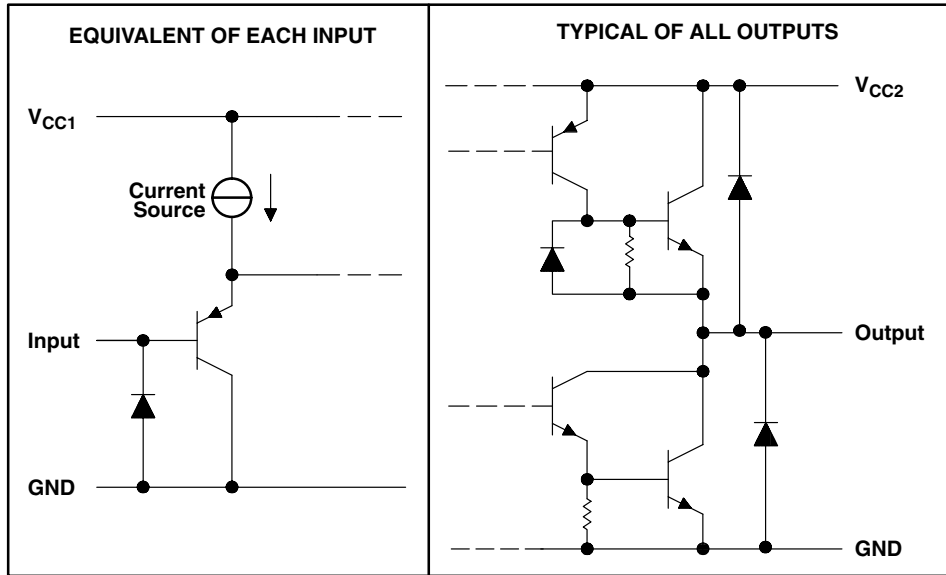 EQUIVALENT OF EACH INPUT
VCC1
Current
Source
Input
GND
TYPICAL OF ALL OUTPUTS
VCC2
Output
GND